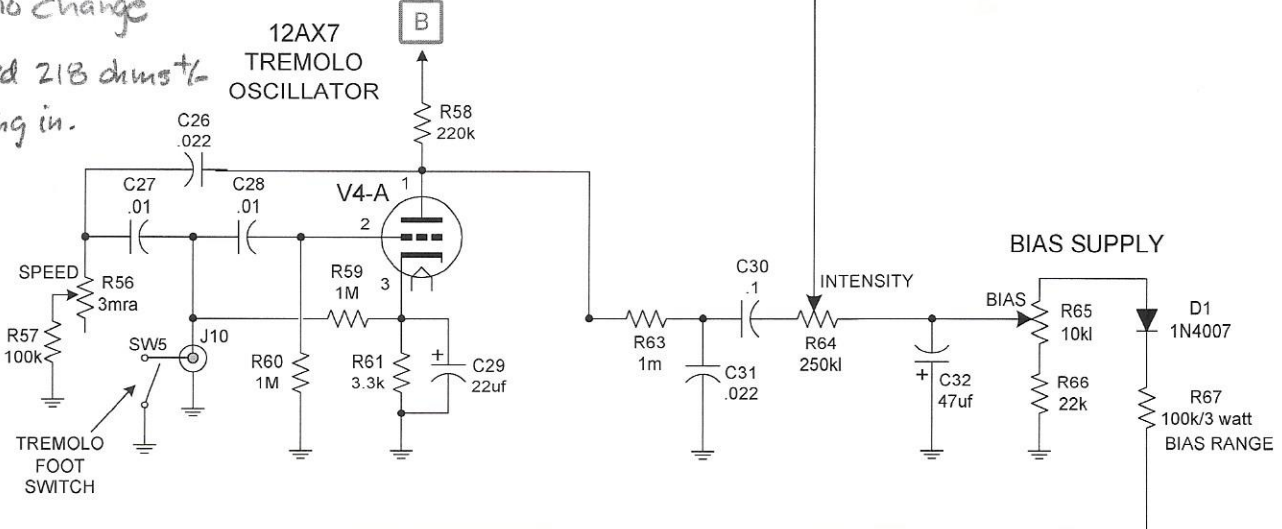 no change
218 ohms +/-
in.
12AX7
TREMOLO
OSCILLATOR
B
R58
220k
C26
.022
C27
.01
C28
.01
V4-A
1
2
3
SPEED
R56
3mra
R57
100k
SW5
J10
R59
1M
R60
1M
R61
3.3k
+
C29
22uf
TREMOLO
FOOT
SWITCH
R63
1m
C30
.1
C31
.022
INTENSITY
R64
250kl
BIAS SUPPLY
BIAS
R65
10kl
D1
1N4007
+
C32
47uf
R66
22k
R67
100k/3 watt
BIAS RANGE